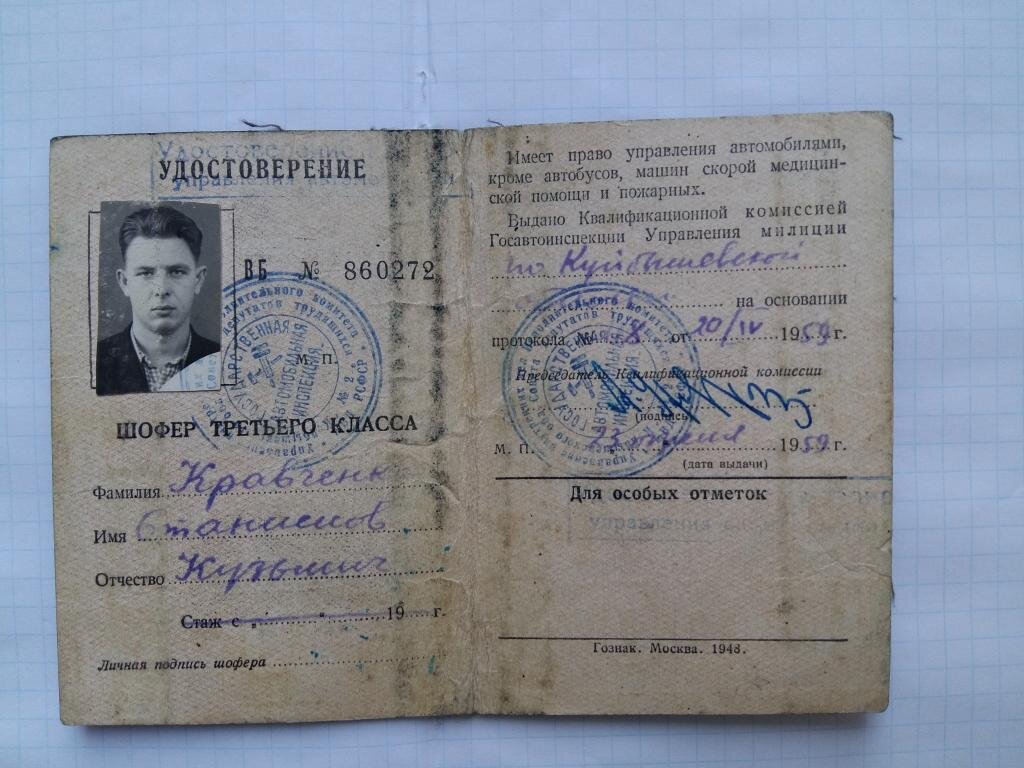 УДОСТОВЕРЕНИЕ
ВБ № 860272
М. П.
ШОФЕР ТРЕТЬЕГО КЛАССА
Фамилия Кравченко
Имя Станислав
Отчество Кузьмич
Стаж с „ “ 19 г.
Личная подпись шофера
Имеет право управления автомобилями,
кроме автобусов, машин скорой медицин-
ской помощи и пожарных.
Выдано Квалификационной комиссией
Госавтоинспекции Управления милиции
по Куйбышевской
на основании
протокола № от 20/IV 1959 г.
Председатель Квалификационной комиссии
(подпись)
М. П. 23 1959 г.
(дата выдачи)
Для особых отметок
управления
Гознак. Москва. 1948.